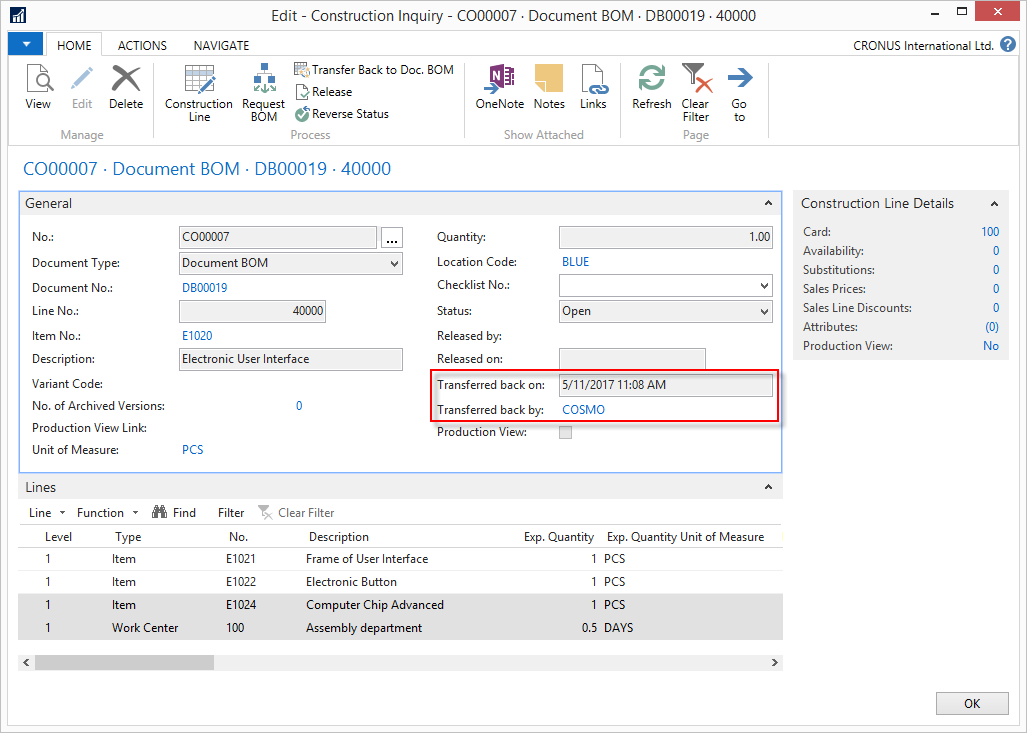 Edit - Construction Inquiry - CO00007 · Document BOM · DB00019 · 40000
HOME ACTIONS NAVIGATE CRONUS International Ltd. ?
View
Edit
Delete
Manage
Construction Line
Request BOM
Transfer Back to Doc. BOM
Release
Reverse Status
Process
OneNote
Notes
Links
Show Attached
Refresh
Clear Filter
Go to
Page
CO00007 · Document BOM · DB00019 · 40000
General
No.: CO00007 ...
Document Type: Document BOM
Document No.: DB00019
Line No.: 40000
Item No.: E1020
Description: Electronic User Interface
Variant Code:
No. of Archived Versions: 0
Production View Link:
Unit of Measure: PCS
Quantity: 1.00
Location Code: BLUE
Checklist No.:
Status: Open
Released by:
Released on:
Transferred back on: 5/11/2017 11:08 AM
Transferred back by: COSMO
Production View:
Construction Line Details
Card: 100
Availability: 0
Substitutions: 0
Sales Prices: 0
Sales Line Discounts: 0
Attributes: (0)
Production View: No
Lines
Line Function Find Filter Clear Filter
Level Type No. Description Exp. Quantity Exp. Quantity Unit of Measure
1 Item E1021 Frame of User Interface 1 PCS
1 Item E1022 Electronic Button 1 PCS
1 Item E1024 Computer Chip Advanced 1 PCS
1 Work Center 100 Assembly department 0.5 DAYS
OK